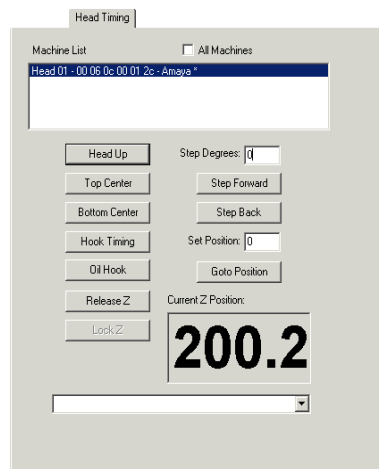 Head Timing
Machine List
All Machines
Head 01 - 00 06 0c 00 01 2c - Amaya *
Head Up
Step Degrees: 0
Top Center
Step Forward
Bottom Center
Step Back
Hook Timing
Set Position: 0
Oil Hook
Goto Position
Release Z
Current Z Position:
Lock Z
200.2